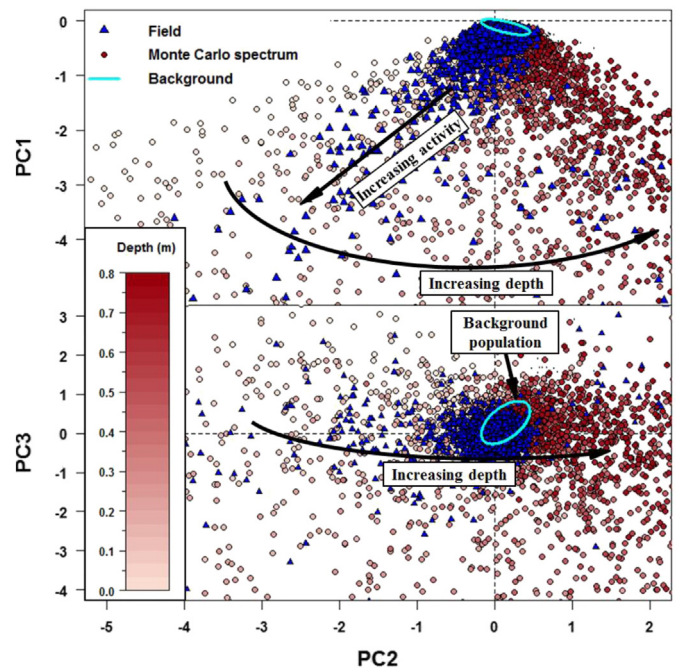 Field
Monte Carlo spectrum
Background
0
-1
-2
-3
-4
PC1
Increasing activity
Increasing depth
Depth (m)
0.8
0.7
0.6
0.5
0.4
0.3
0.2
0.1
0.0
3
2
1
0
-1
-2
-3
-4
PC3
Background
population
Increasing depth
-5 -4 -3 -2 -1 0 1 2
PC2